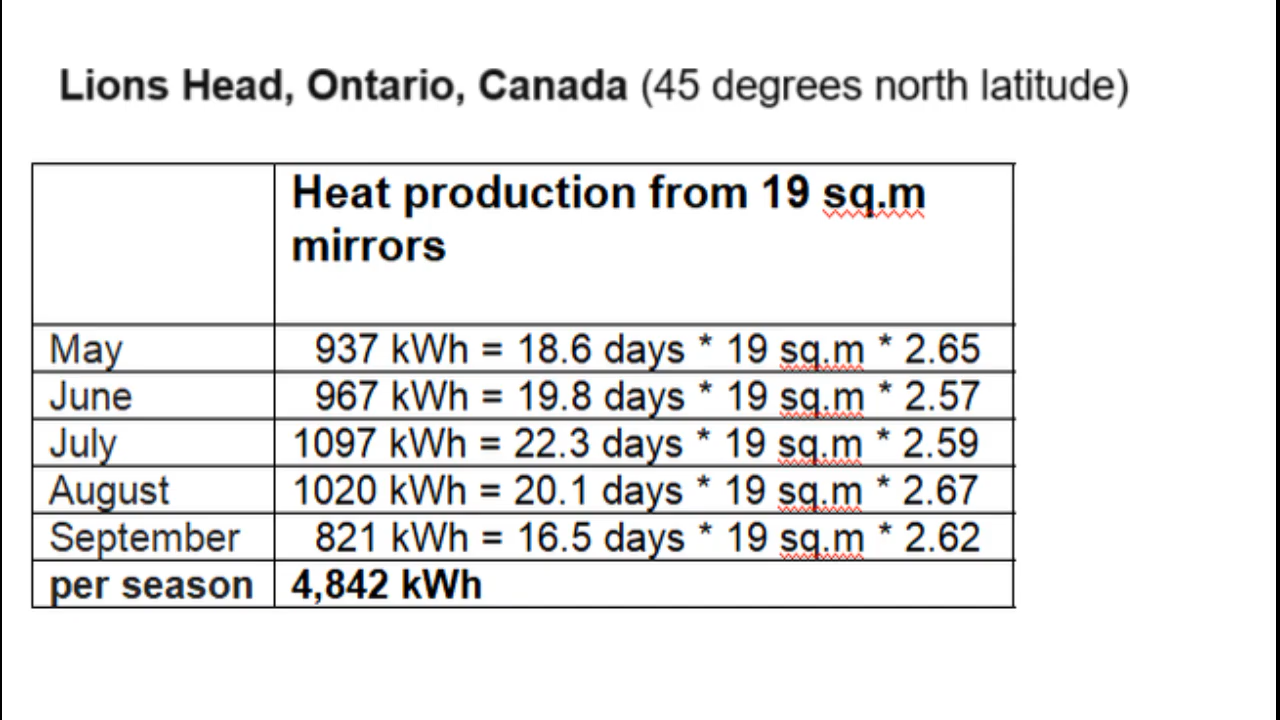 Lions Head, Ontario, Canada (45 degrees north latitude)
Heat production from 19 sq.m
mirrors
May 937 kWh = 18.6 days * 19 sq.m * 2.65
June 967 kWh = 19.8 days * 19 sq.m * 2.57
July 1097 kWh = 22.3 days * 19 sq.m * 2.59
August 1020 kWh = 20.1 days * 19 sq.m * 2.67
September 821 kWh = 16.5 days * 19 sq.m * 2.62
per season 4,842 kWh